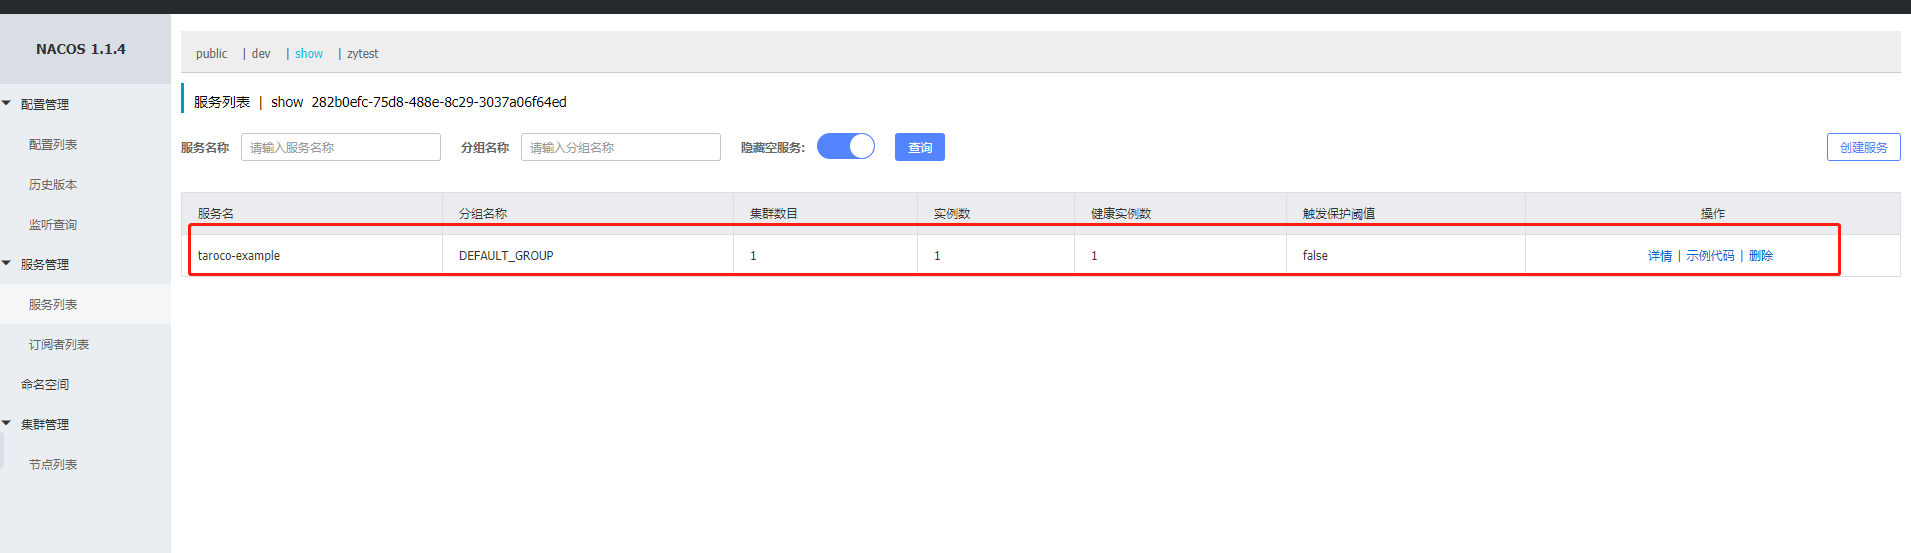 NACOS 1.1.4
配置管理
配置列表
历史版本
监听查询
服务管理
服务列表
订阅者列表
命名空间
集群管理
节点列表
public | dev | show | zytest
服务列表 | show 282b0efc-75d8-488e-8c29-3037a06f64ed
服务名称 请输入服务名称 分组名称 请输入分组名称 隐藏空服务: 查询 创建服务
服务名 分组名称 集群数目 实例数 健康实例数 触发保护阈值 操作
taroco-example DEFAULT_GROUP 1 1 1 false 详情 | 示例代码 | 删除